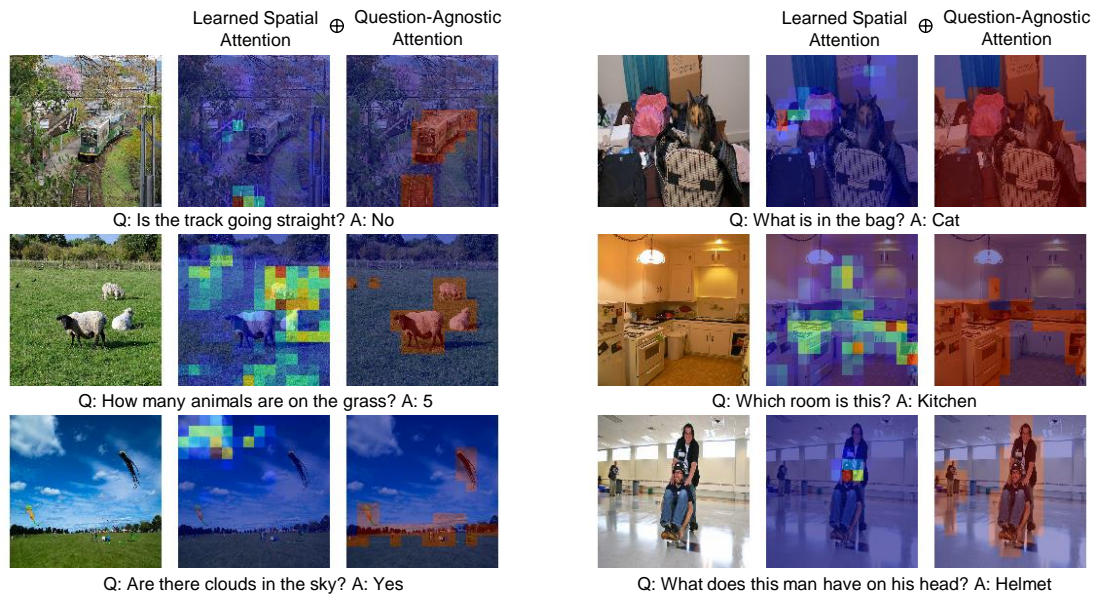 Learned Spatial Attention ⊕ Question-Agnostic Attention
Learned Spatial Attention ⊕ Question-Agnostic Attention
Q: Is the track going straight? A: No
Q: What is in the bag? A: Cat
Q: How many animals are on the grass? A: 5
Q: Which room is this? A: Kitchen
Q: Are there clouds in the sky? A: Yes
Q: What does this man have on his head? A: Helmet